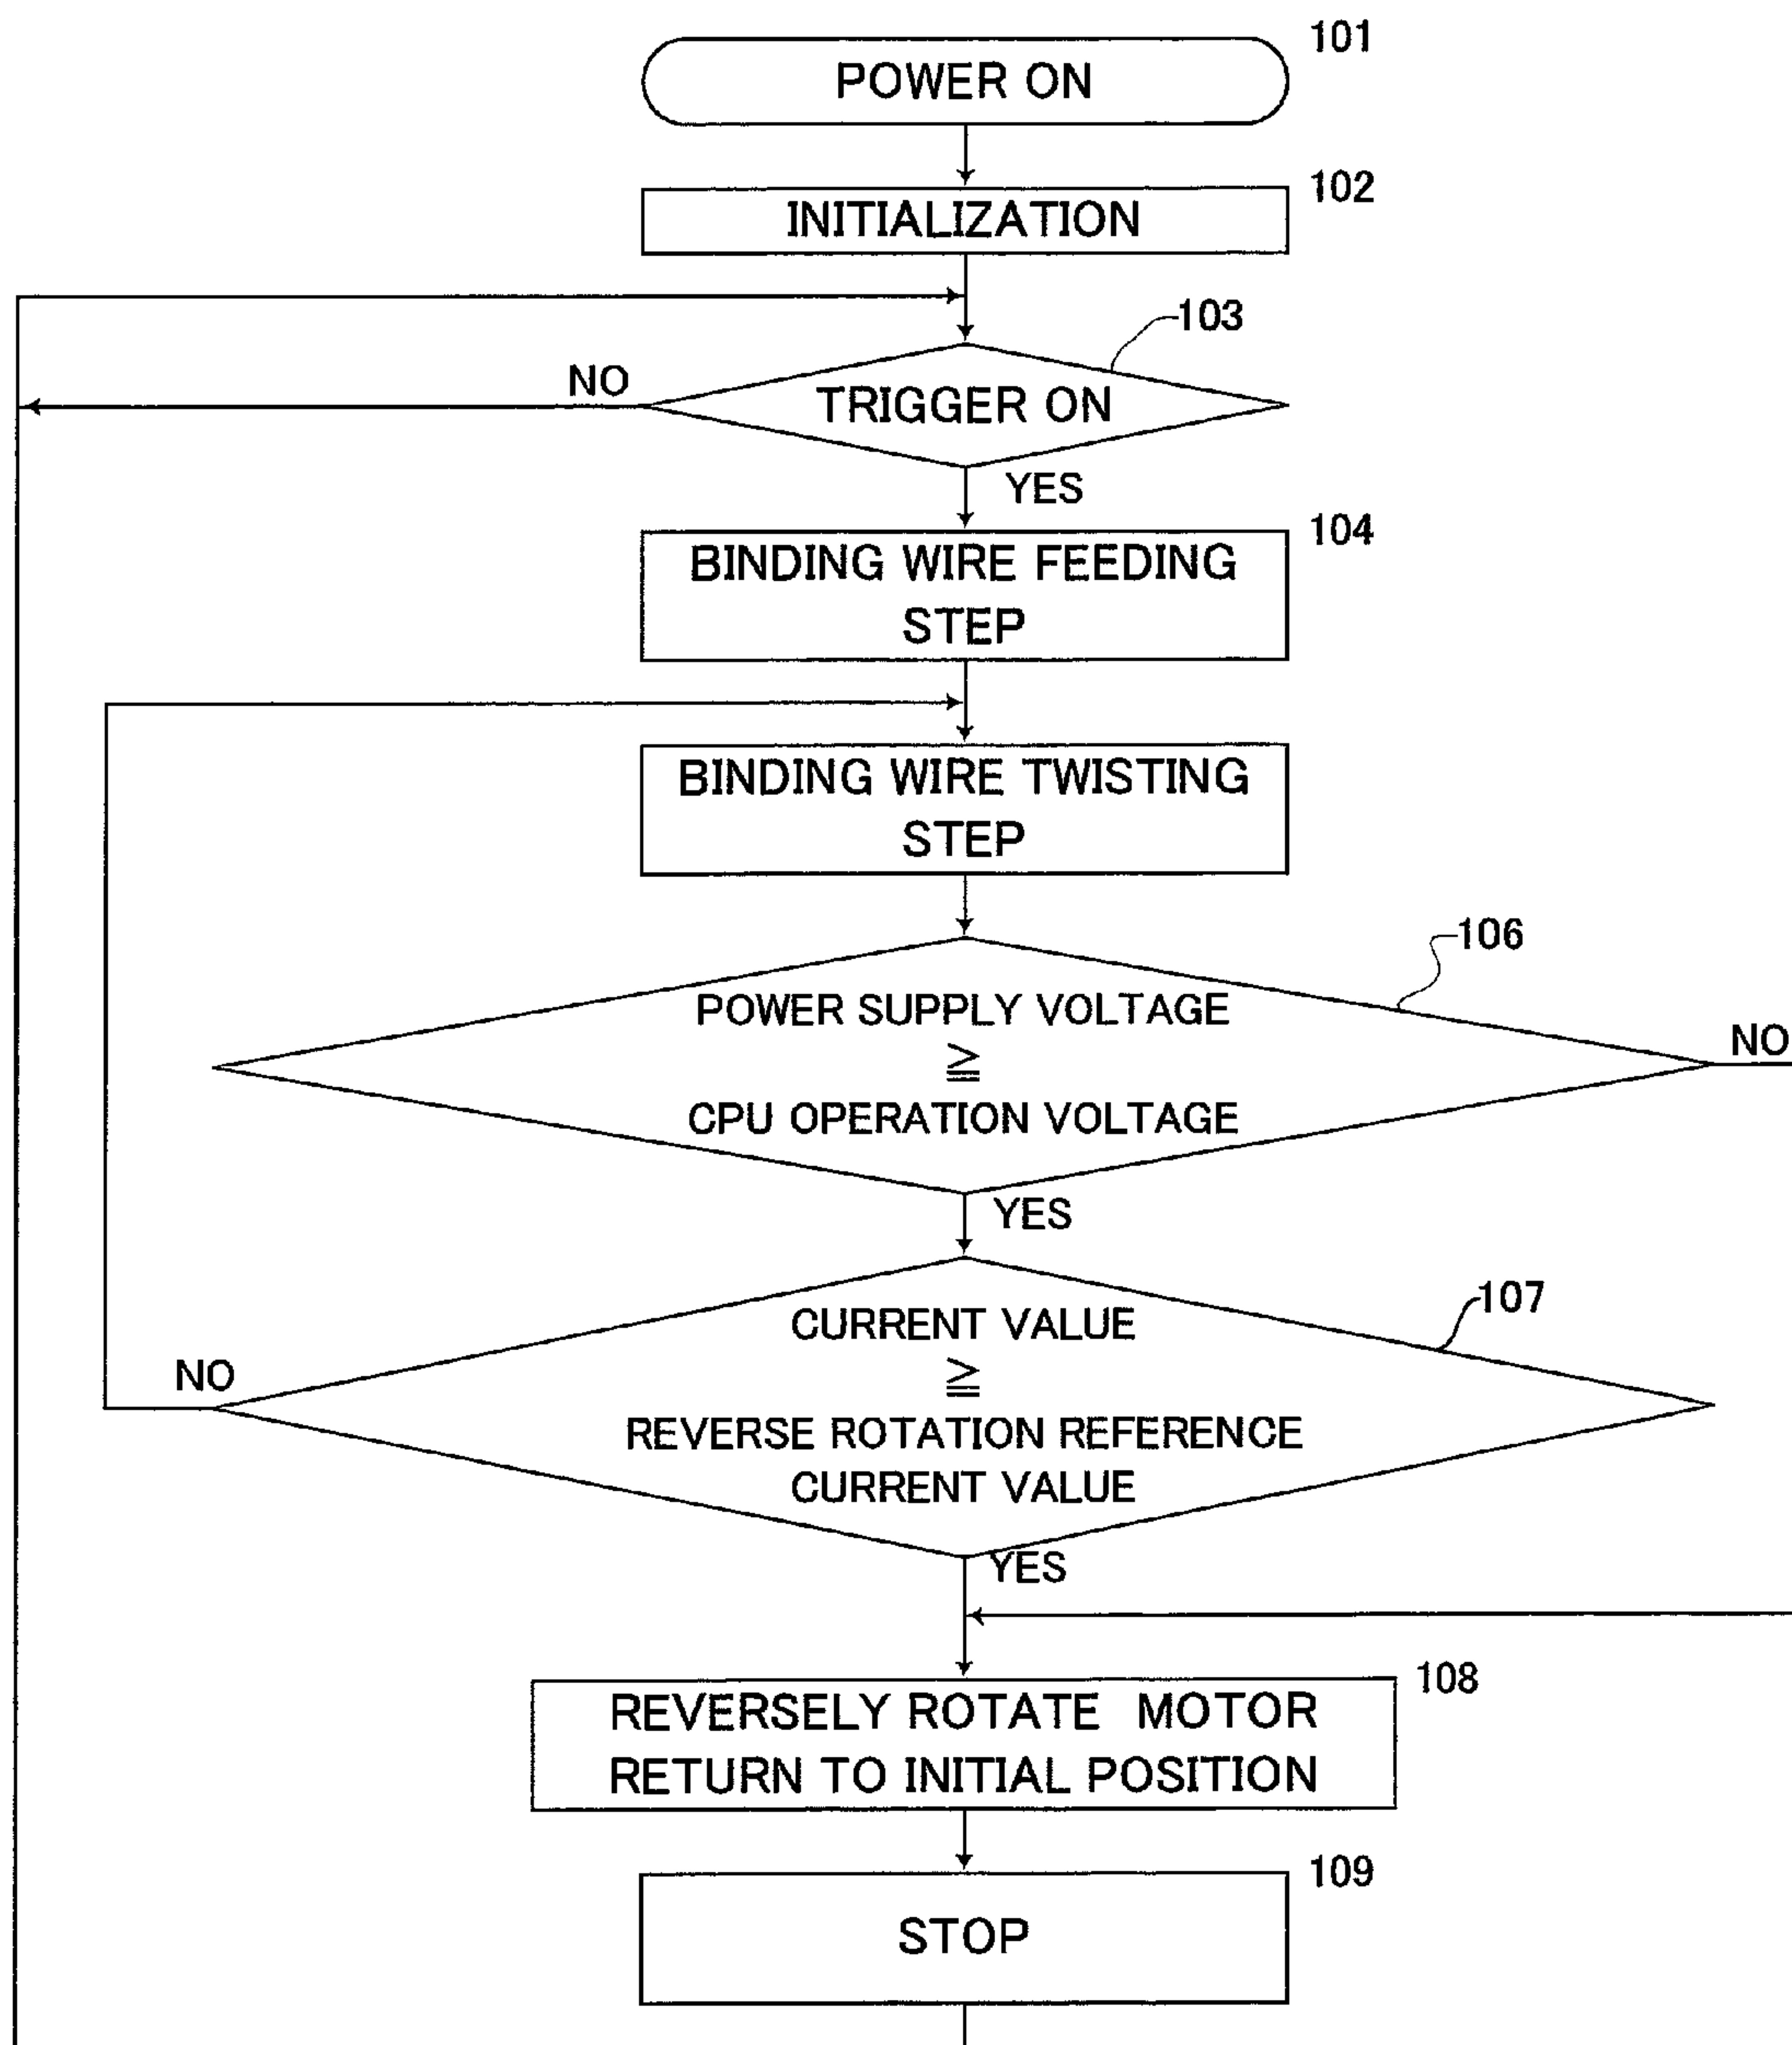 101
POWER ON
102
INITIALIZATION
103
NO
TRIGGER ON
YES
104
BINDING WIRE FEEDING
STEP
BINDING WIRE TWISTING
STEP
106
POWER SUPPLY VOLTAGE
≧
CPU OPERATION VOLTAGE
NO
YES
107
CURRENT VALUE
≧
REVERSE ROTATION REFERENCE
CURRENT VALUE
NO
YES
108
REVERSELY ROTATE MOTOR
RETURN TO INITIAL POSITION
109
STOP